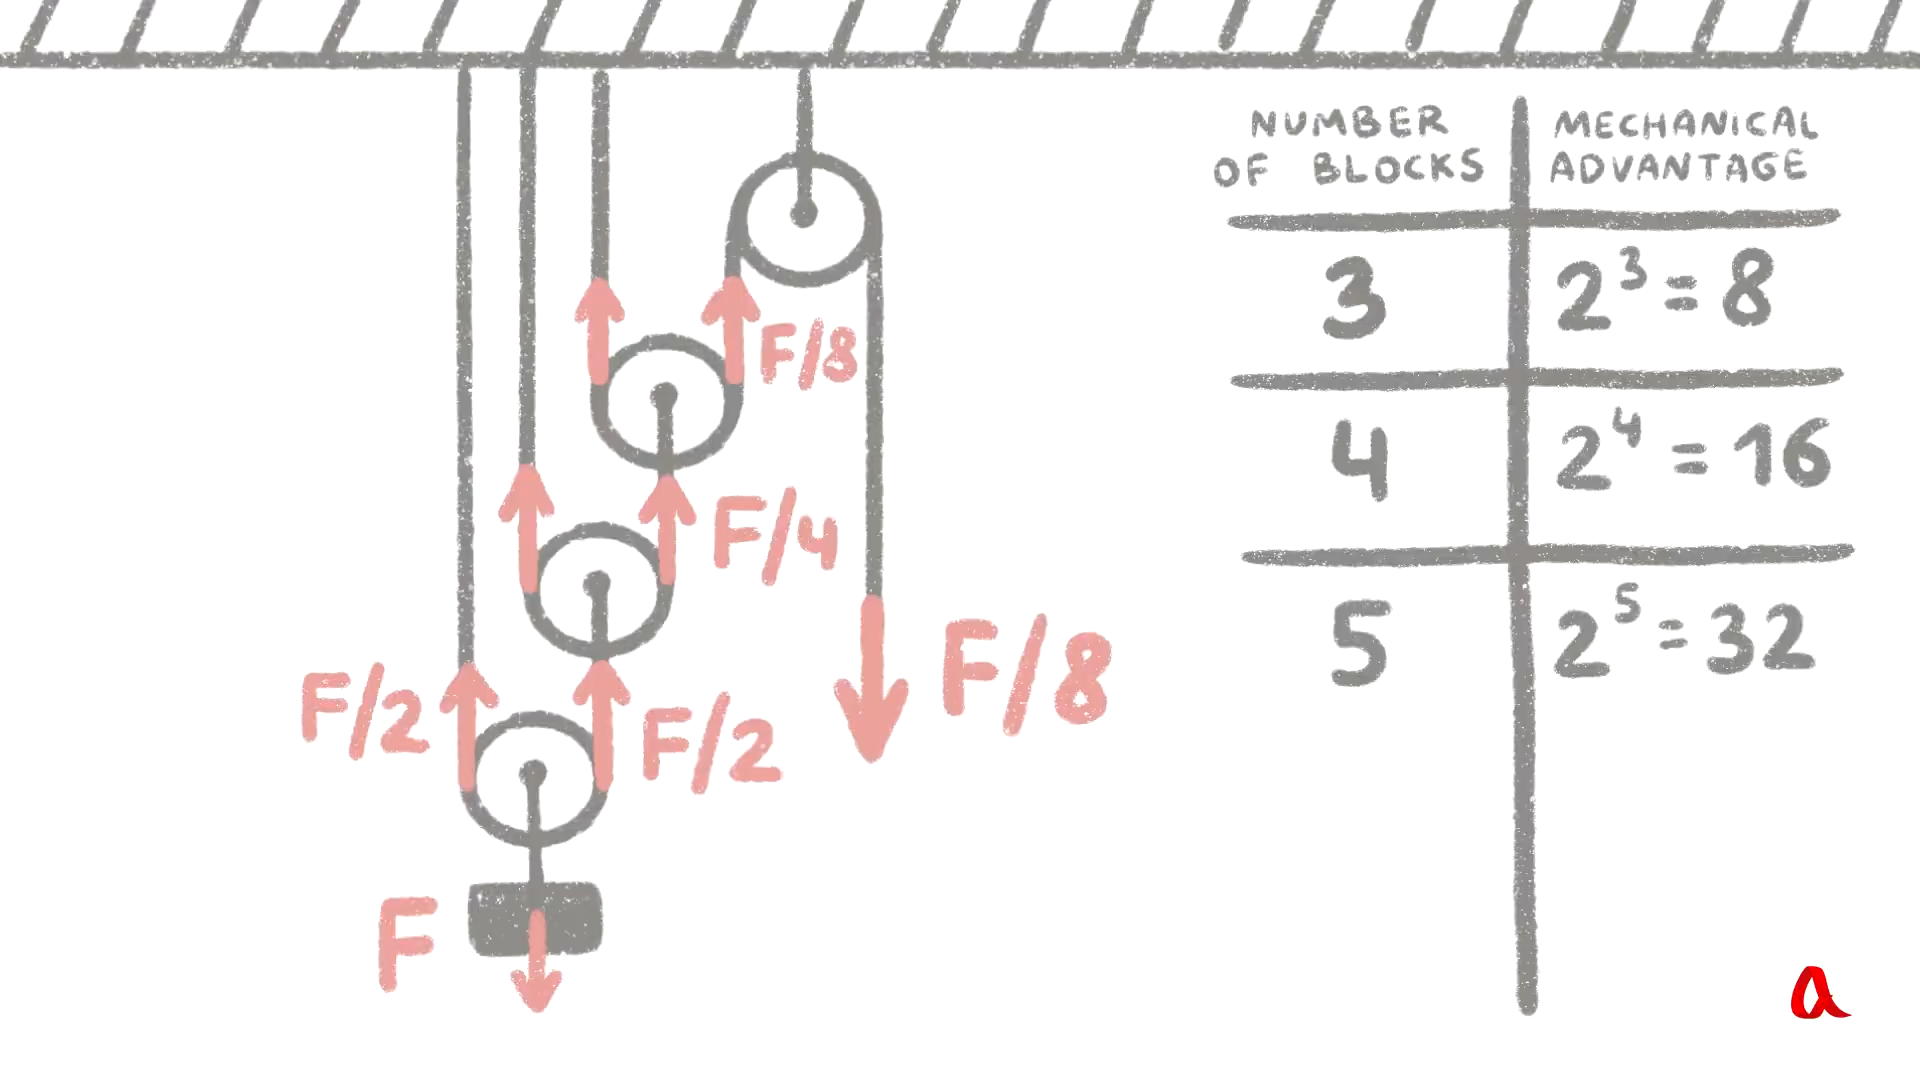 F/8
F/4
F/8
F/2
F/2
F
NUMBER OF BLOCKS
MECHANICAL ADVANTAGE
3
2³ = 8
4
2⁴ = 16
5
2⁵ = 32
a